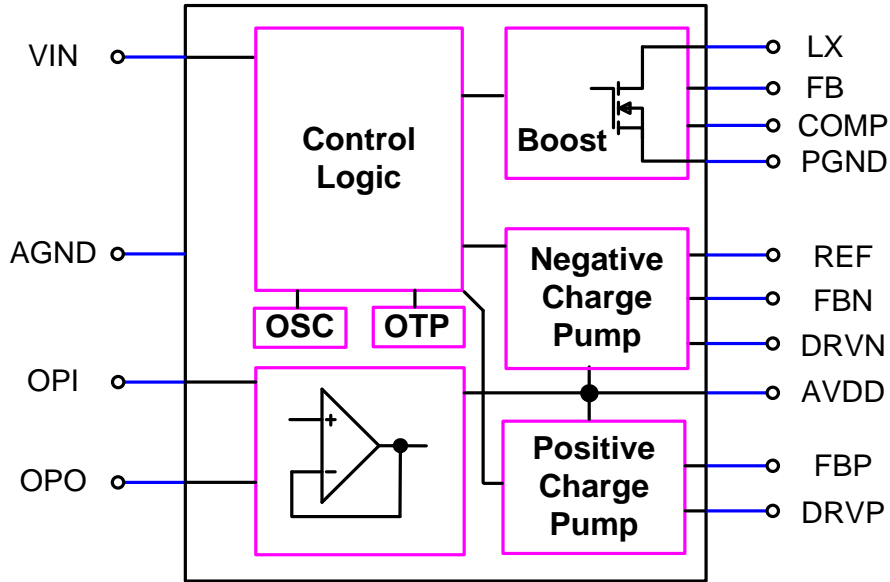 VIN
AGND
OPI
OPO
Control
Logic
OSC
OTP
+
−
Boost
Negative
Charge
Pump
Positive
Charge
Pump
LX
FB
COMP
PGND
REF
FBN
DRVN
AVDD
FBP
DRVP